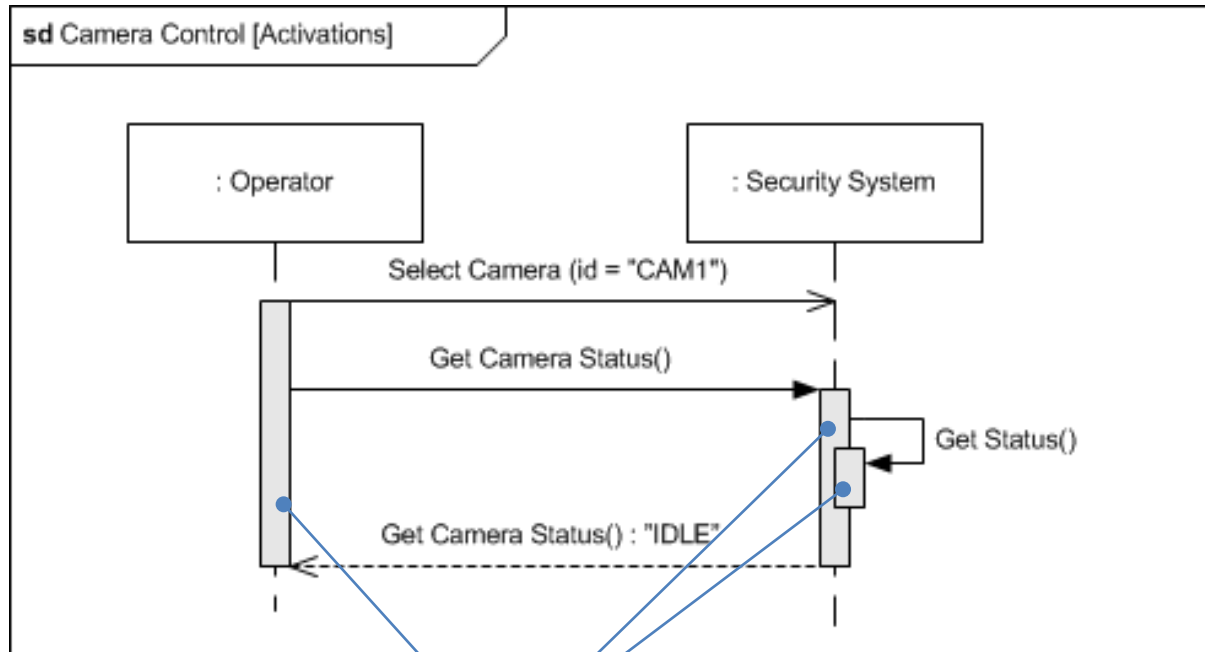 sd Camera Control [Activations]
: Operator
: Security System
Select Camera (id = "CAM1")
Get Camera Status()
Get Status()
Get Camera Status() : "IDLE"